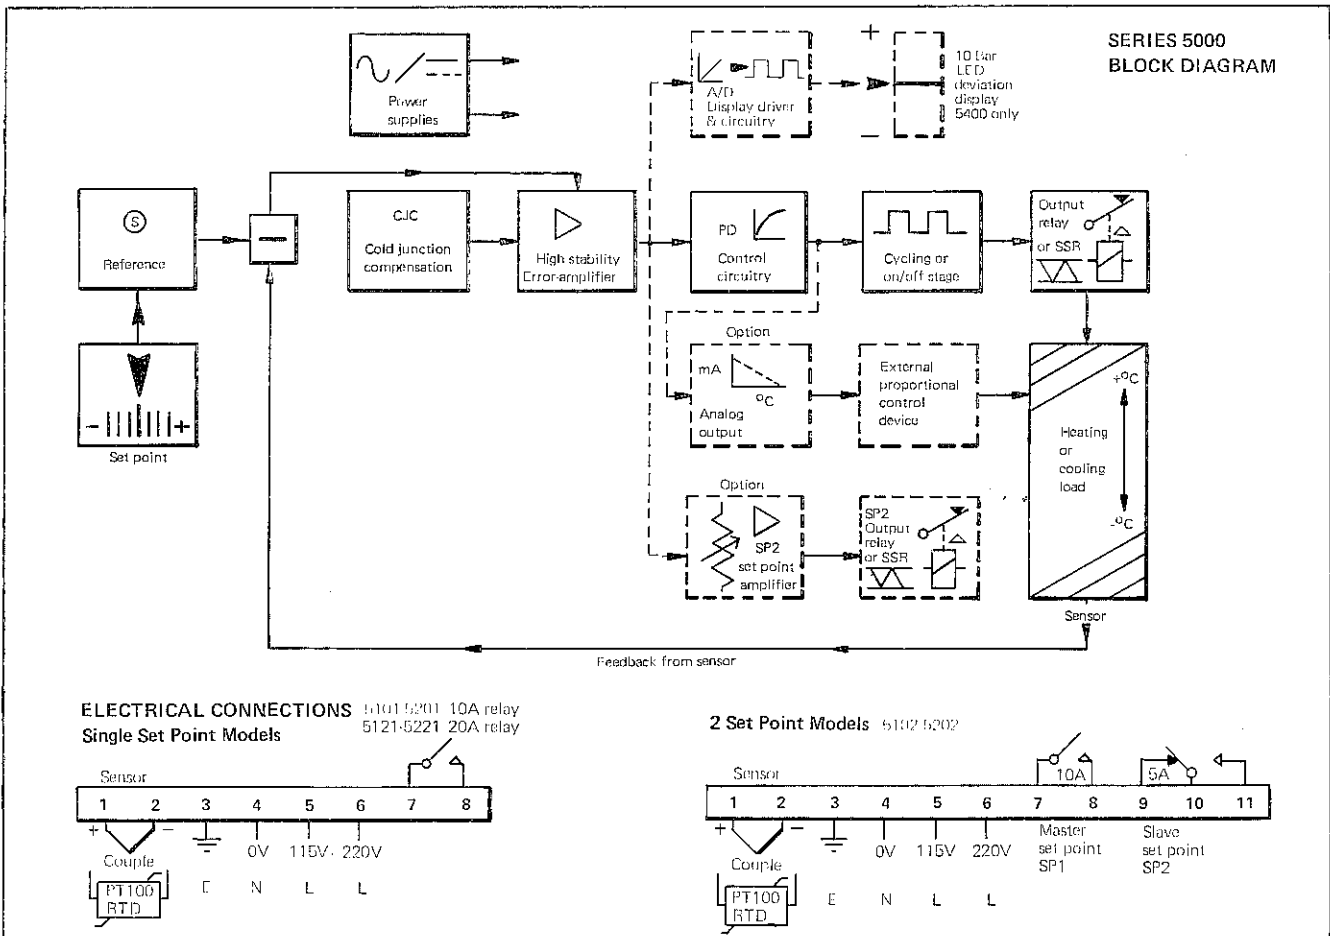 SERIES 5000
BLOCK DIAGRAM
Power
supplies
A/D
Display driver
& circuitry
+
−
10 Bar
LED
deviation
display
5400 only
S
Reference
−
CJC
Cold junction
compensation
High stability
Error-amplifier
PD
Control
circuitry
Cycling or
on/off stage
Output
relay
or SSR
- +
Set point
Option
mA
°C
Analog
output
External
proportional
control
device
+°C
Heating
or
cooling
load
-°C
Option
SP2
set point
amplifier
SP2
Output
relay
or SSR
Sensor
Feedback from sensor
ELECTRICAL CONNECTIONS 5101·5201 10A relay
Single Set Point Models 5121·5221 20A relay
Sensor
1 2 3 4 5 6 7 8
+ −
Couple
0V 115V · 220V
PT100
RTD
E N L L
2 Set Point Models 5102·5202
Sensor
10A 5A
1 2 3 4 5 6 7 8 9 10 11
+ −
Couple
0V 115V 220V
Master
set point
SP1
Slave
set point
SP2
PT100
RTD
E N L L